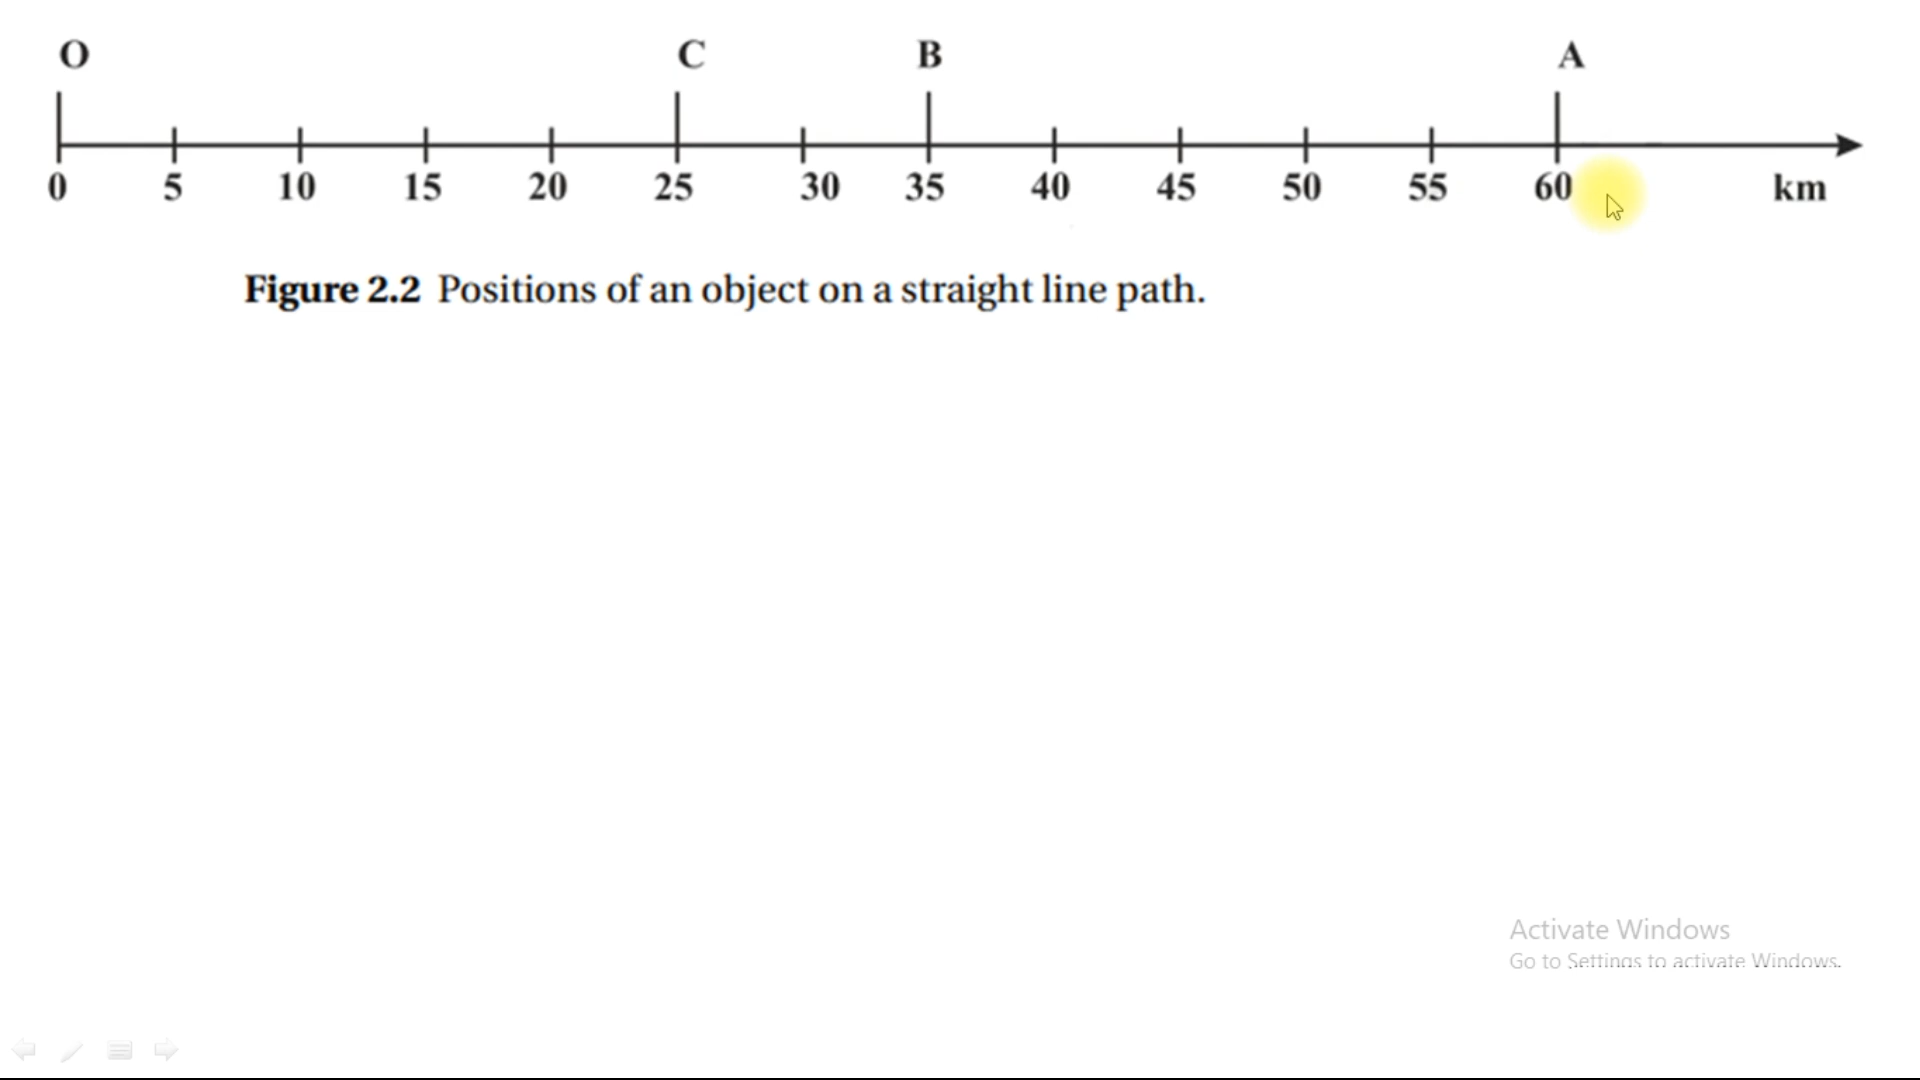 O C B A
0 5 10 15 20 25 30 35 40 45 50 55 60 km
Figure 2.2 Positions of an object on a straight line path.
Activate Windows
Go to Settings to activate Windows.